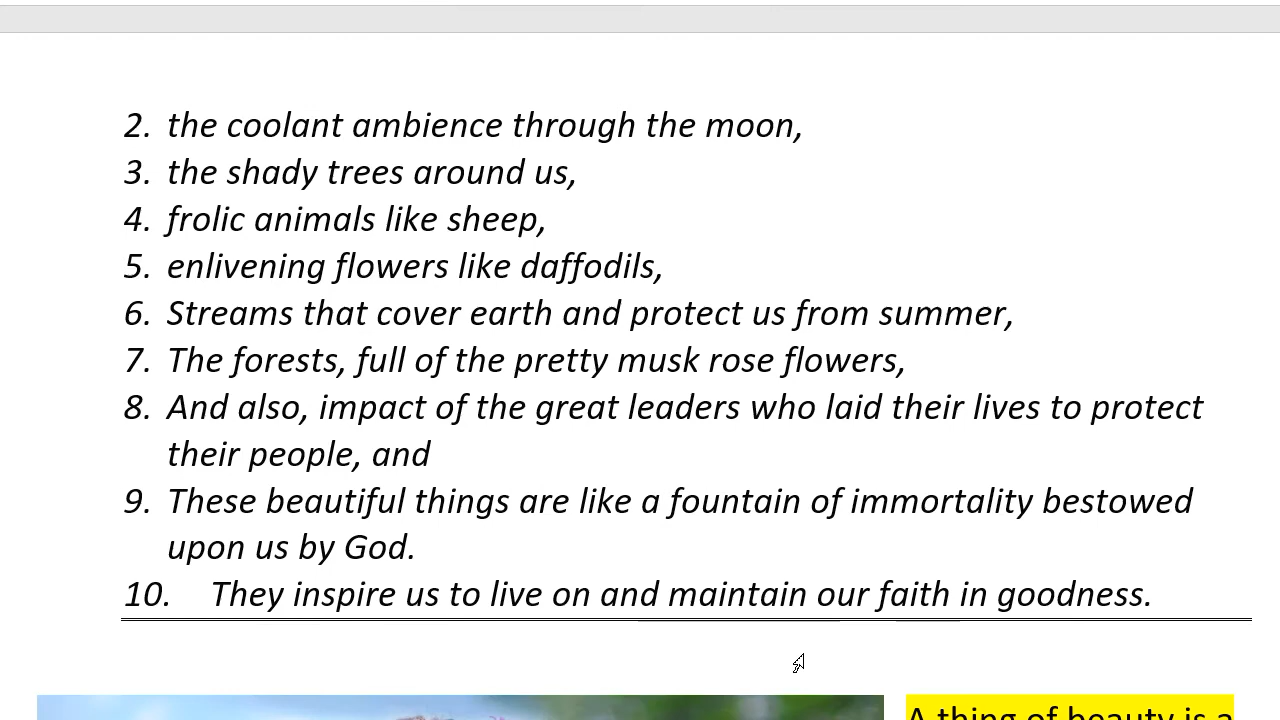 2. the coolant ambience through the moon,
3. the shady trees around us,
4. frolic animals like sheep,
5. enlivening flowers like daffodils,
6. Streams that cover earth and protect us from summer,
7. The forests, full of the pretty musk rose flowers,
8. And also, impact of the great leaders who laid their lives to protect
their people, and
9. These beautiful things are like a fountain of immortality bestowed
upon us by God.
10. They inspire us to live on and maintain our faith in goodness.
A thing of beauty is a